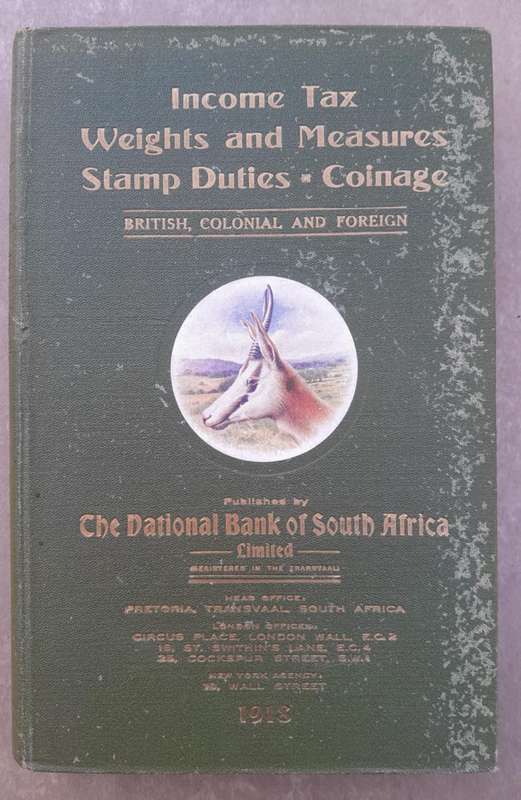 Income Tax
Weights and Measures
Stamp Duties Coinage
BRITISH, COLONIAL AND FOREIGN
Published by
The National Bank of South Africa
Limited
(REGISTERED IN THE TRANSVAAL)
HEAD OFFICE:
PRETORIA, TRANSVAAL SOUTH AFRICA
LONDON OFFICES:
CIRCUS PLACE, LONDON WALL, E.C.2
18, ST. SWITHIN'S LANE, E.C.4
25, COCKSPUR STREET, S.W.1
NEW YORK AGENCY:
10, WALL STREET
1918